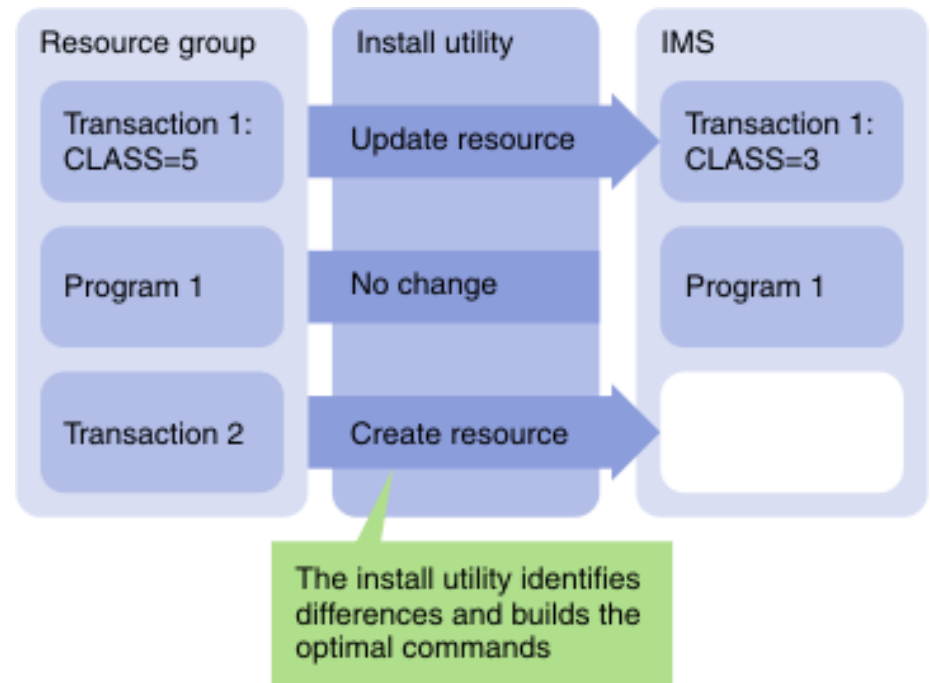 Resource group
Install utility
IMS
Transaction 1:
CLASS=5
Update resource
Transaction 1:
CLASS=3
Program 1
No change
Program 1
Transaction 2
Create resource
The install utility identifies
differences and builds the
optimal commands